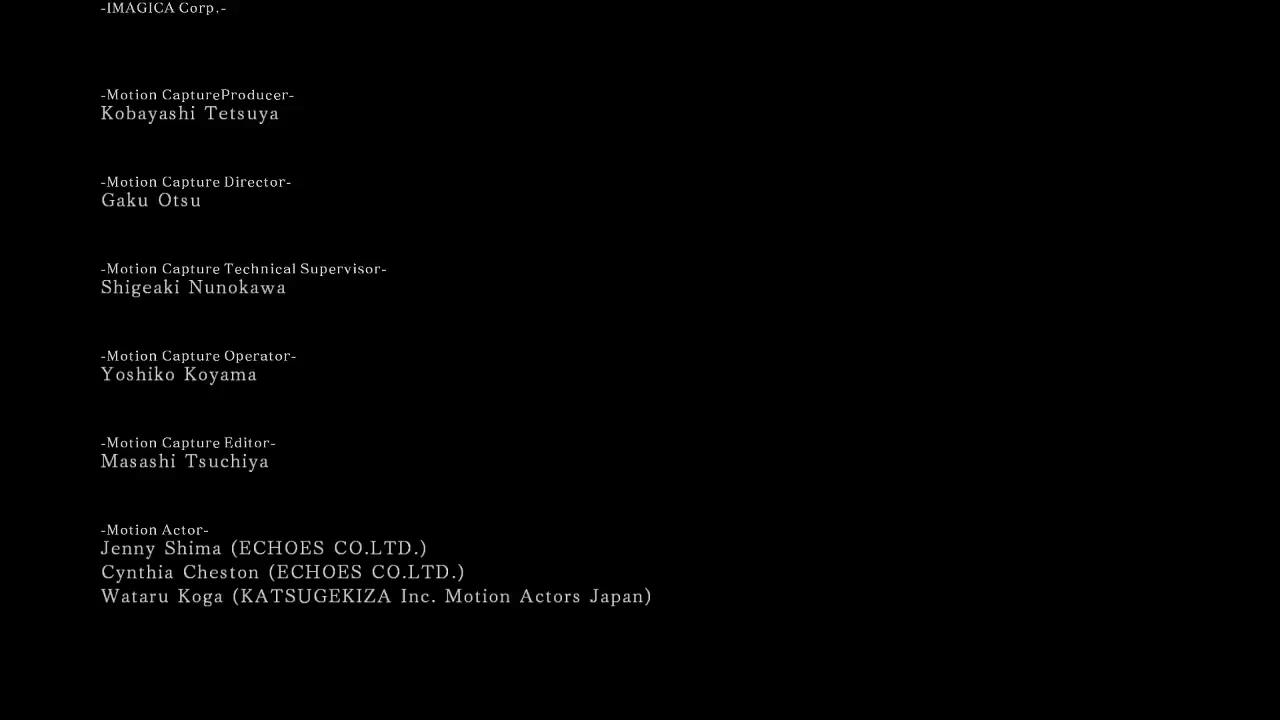 -IMAGICA Corp.-
-Motion CaptureProducer-
Kobayashi Tetsuya
-Motion Capture Director-
Gaku Otsu
-Motion Capture Technical Supervisor-
Shigeaki Nunokawa
-Motion Capture Operator-
Yoshiko Koyama
-Motion Capture Editor-
Masashi Tsuchiya
-Motion Actor-
Jenny Shima (ECHOES CO.LTD.)
Cynthia Cheston (ECHOES CO.LTD.)
Wataru Koga (KATSUGEKIZA Inc. Motion Actors Japan)